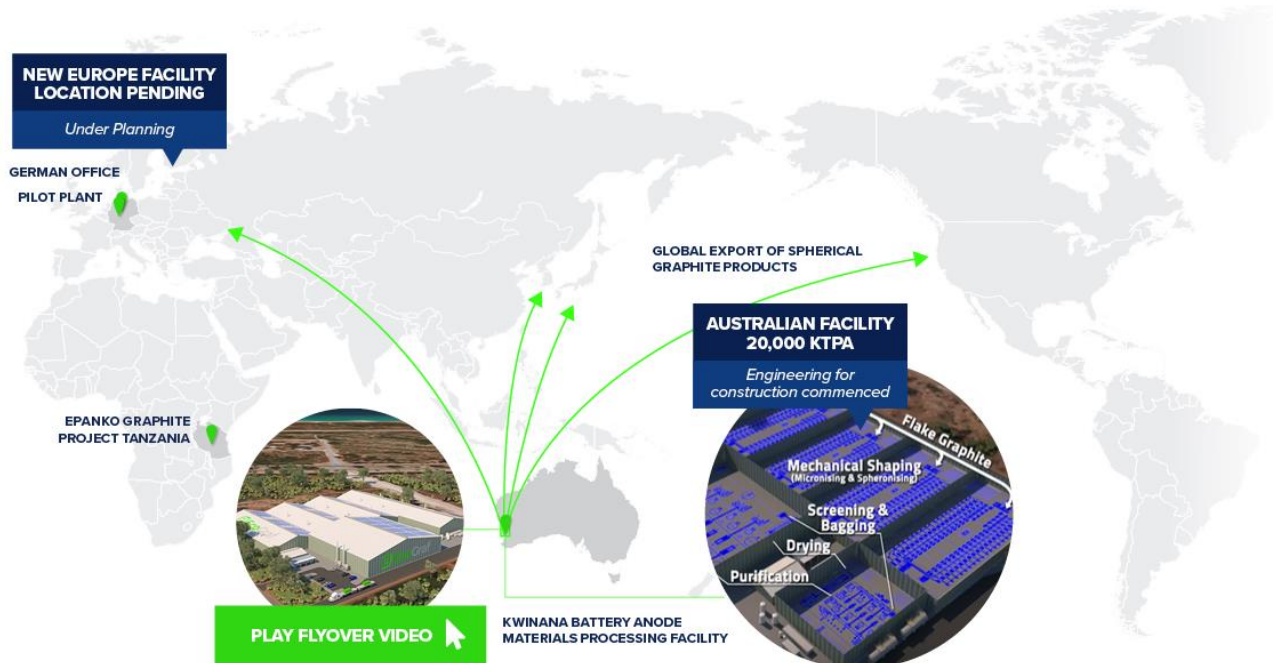 NEW EUROPE FACILITY
LOCATION PENDING
Under Planning
GERMAN OFFICE
PILOT PLANT
GLOBAL EXPORT OF SPHERICAL
GRAPHITE PRODUCTS
AUSTRALIAN FACILITY
20,000 KTPA
Engineering for
construction commenced
EPANKO GRAPHITE
PROJECT TANZANIA
Flake Graphite
Mechanical Shaping
(Micronising & Spheronising)
Screening &
Bagging
Drying
Purification
PLAY FLYOVER VIDEO
KWINANA BATTERY ANODE
MATERIALS PROCESSING FACILITY